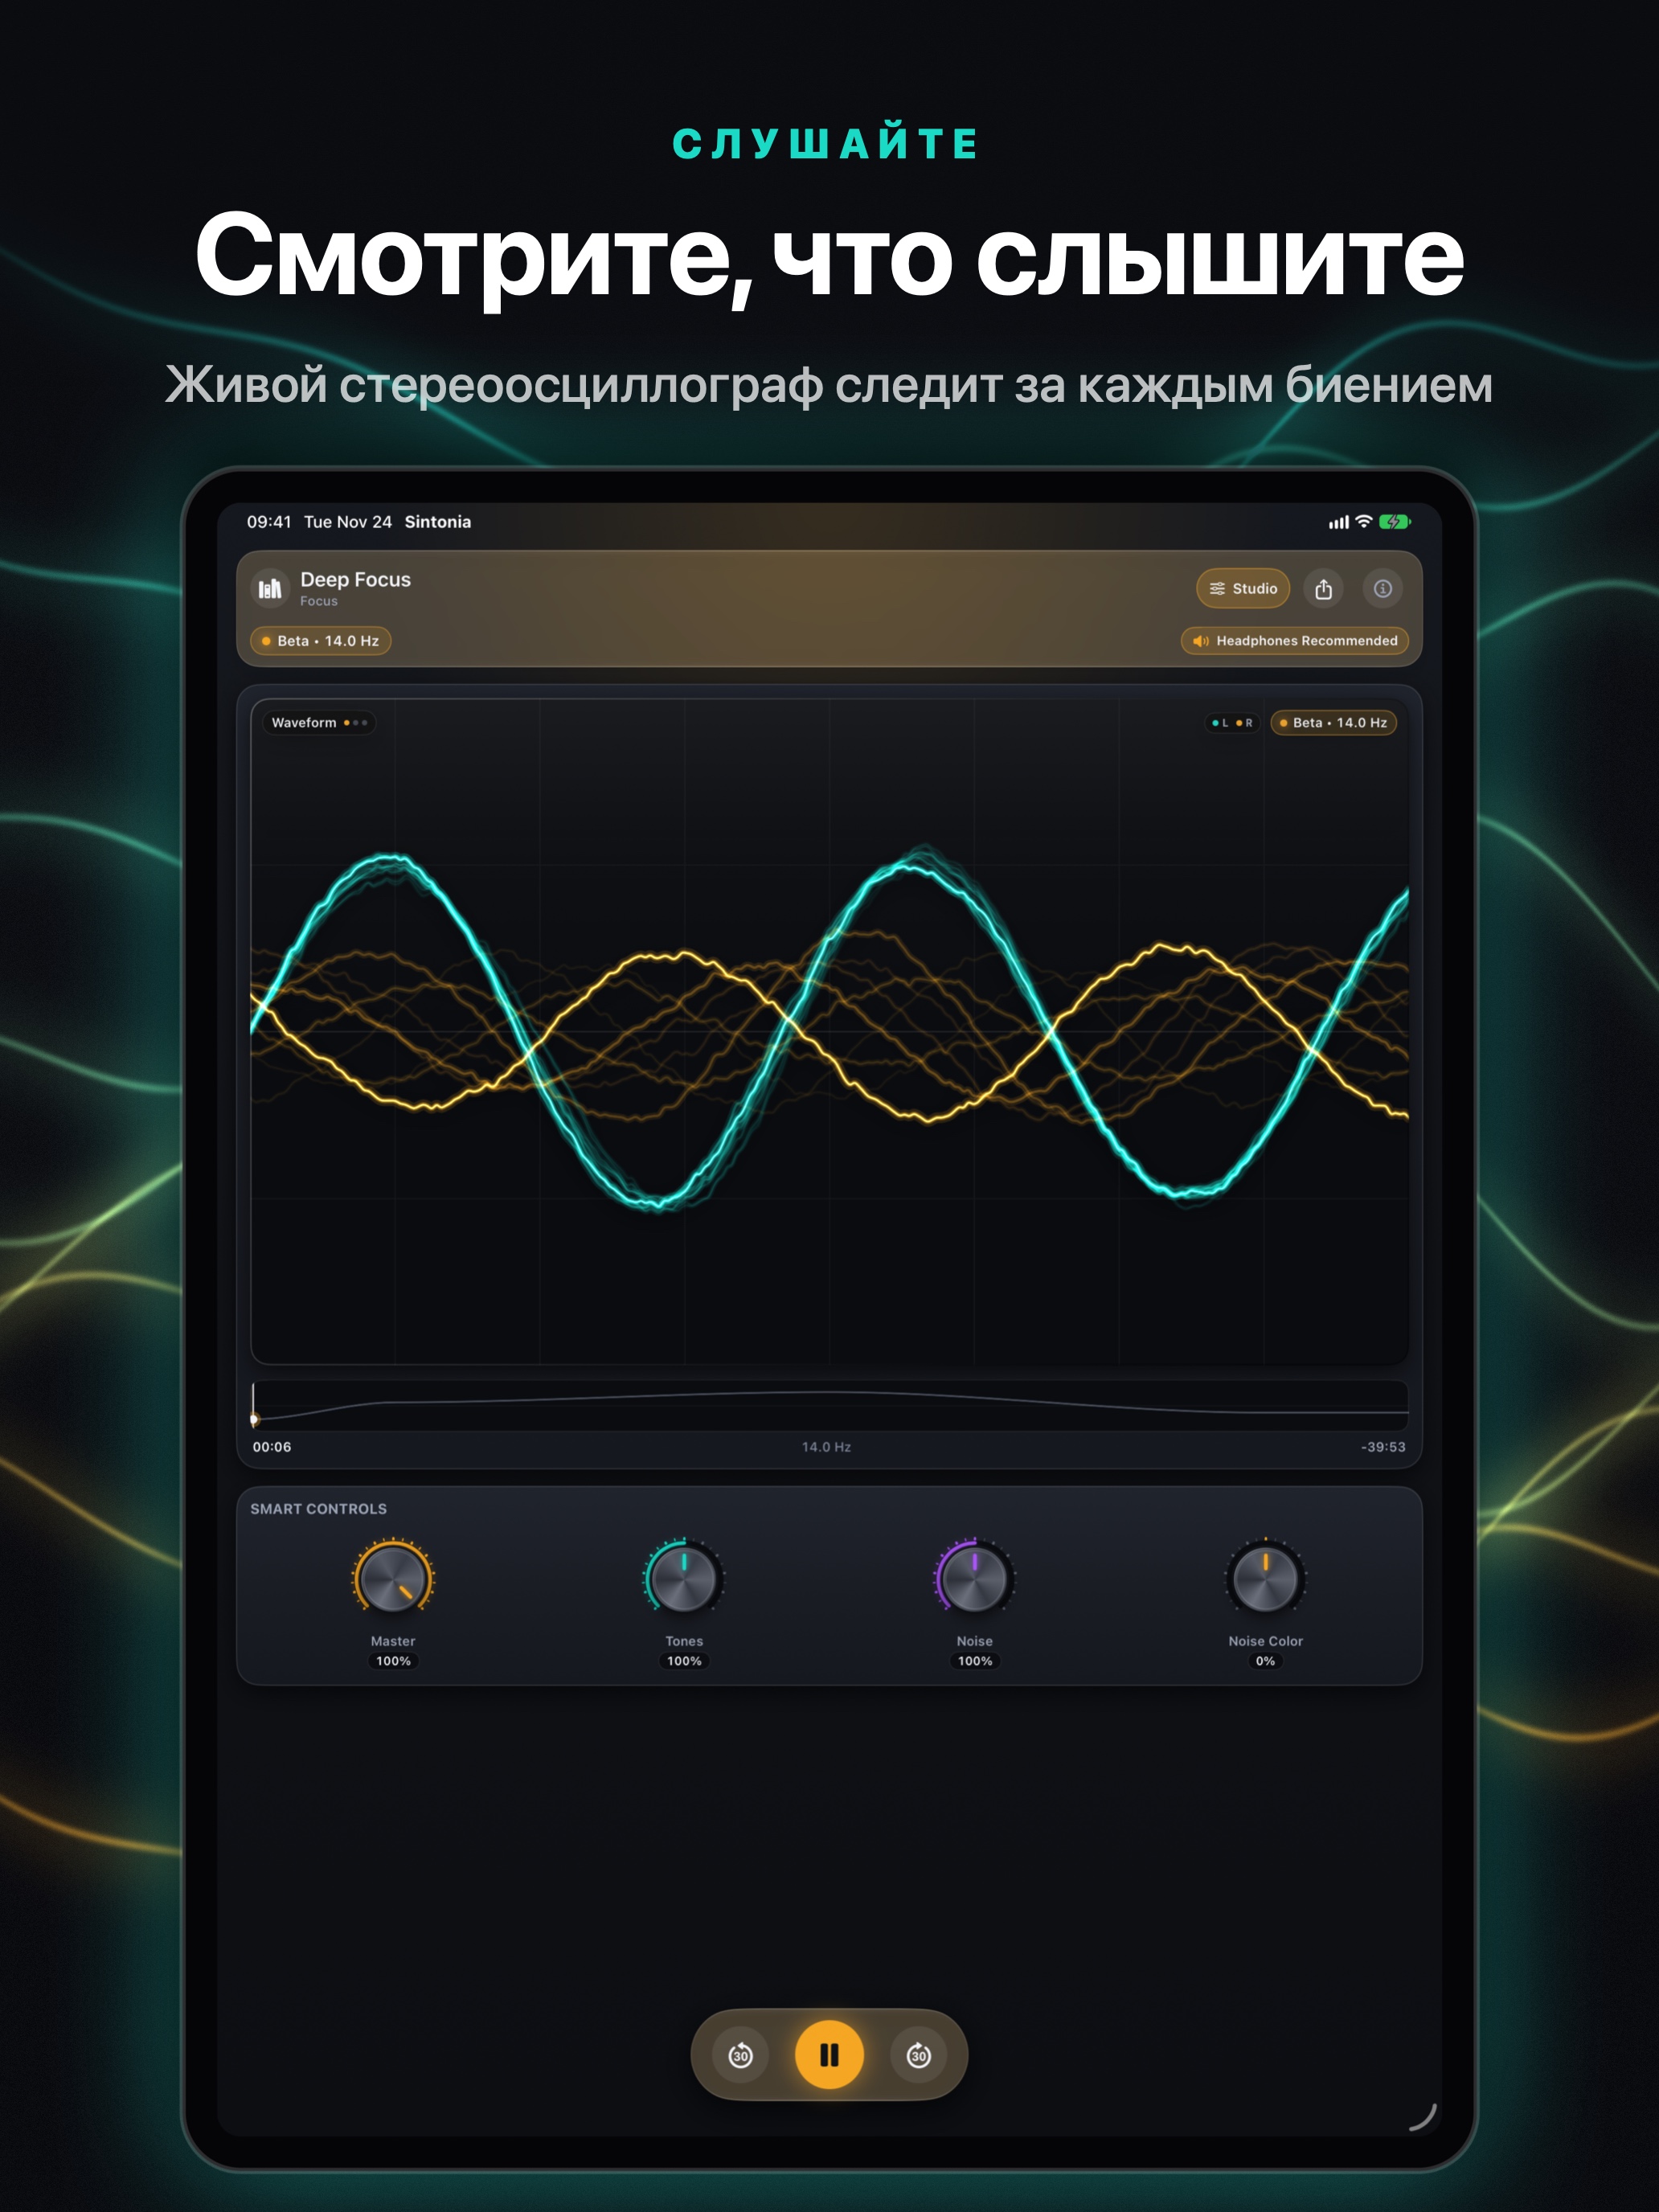 СЛУШАЙТЕ
Смотрите, что слышите
Живой стереоосциллограф следит за каждым биением
09:41 Tue Nov 24 Sintonia
Deep Focus
Focus
Studio
Beta • 14.0 Hz
Headphones Recommended
Waveform
L R
Beta • 14.0 Hz
00:06
14.0 Hz
-39:53
SMART CONTROLS
Master
Tones
Noise
Noise Color
100%
100%
100%
0%
30
30